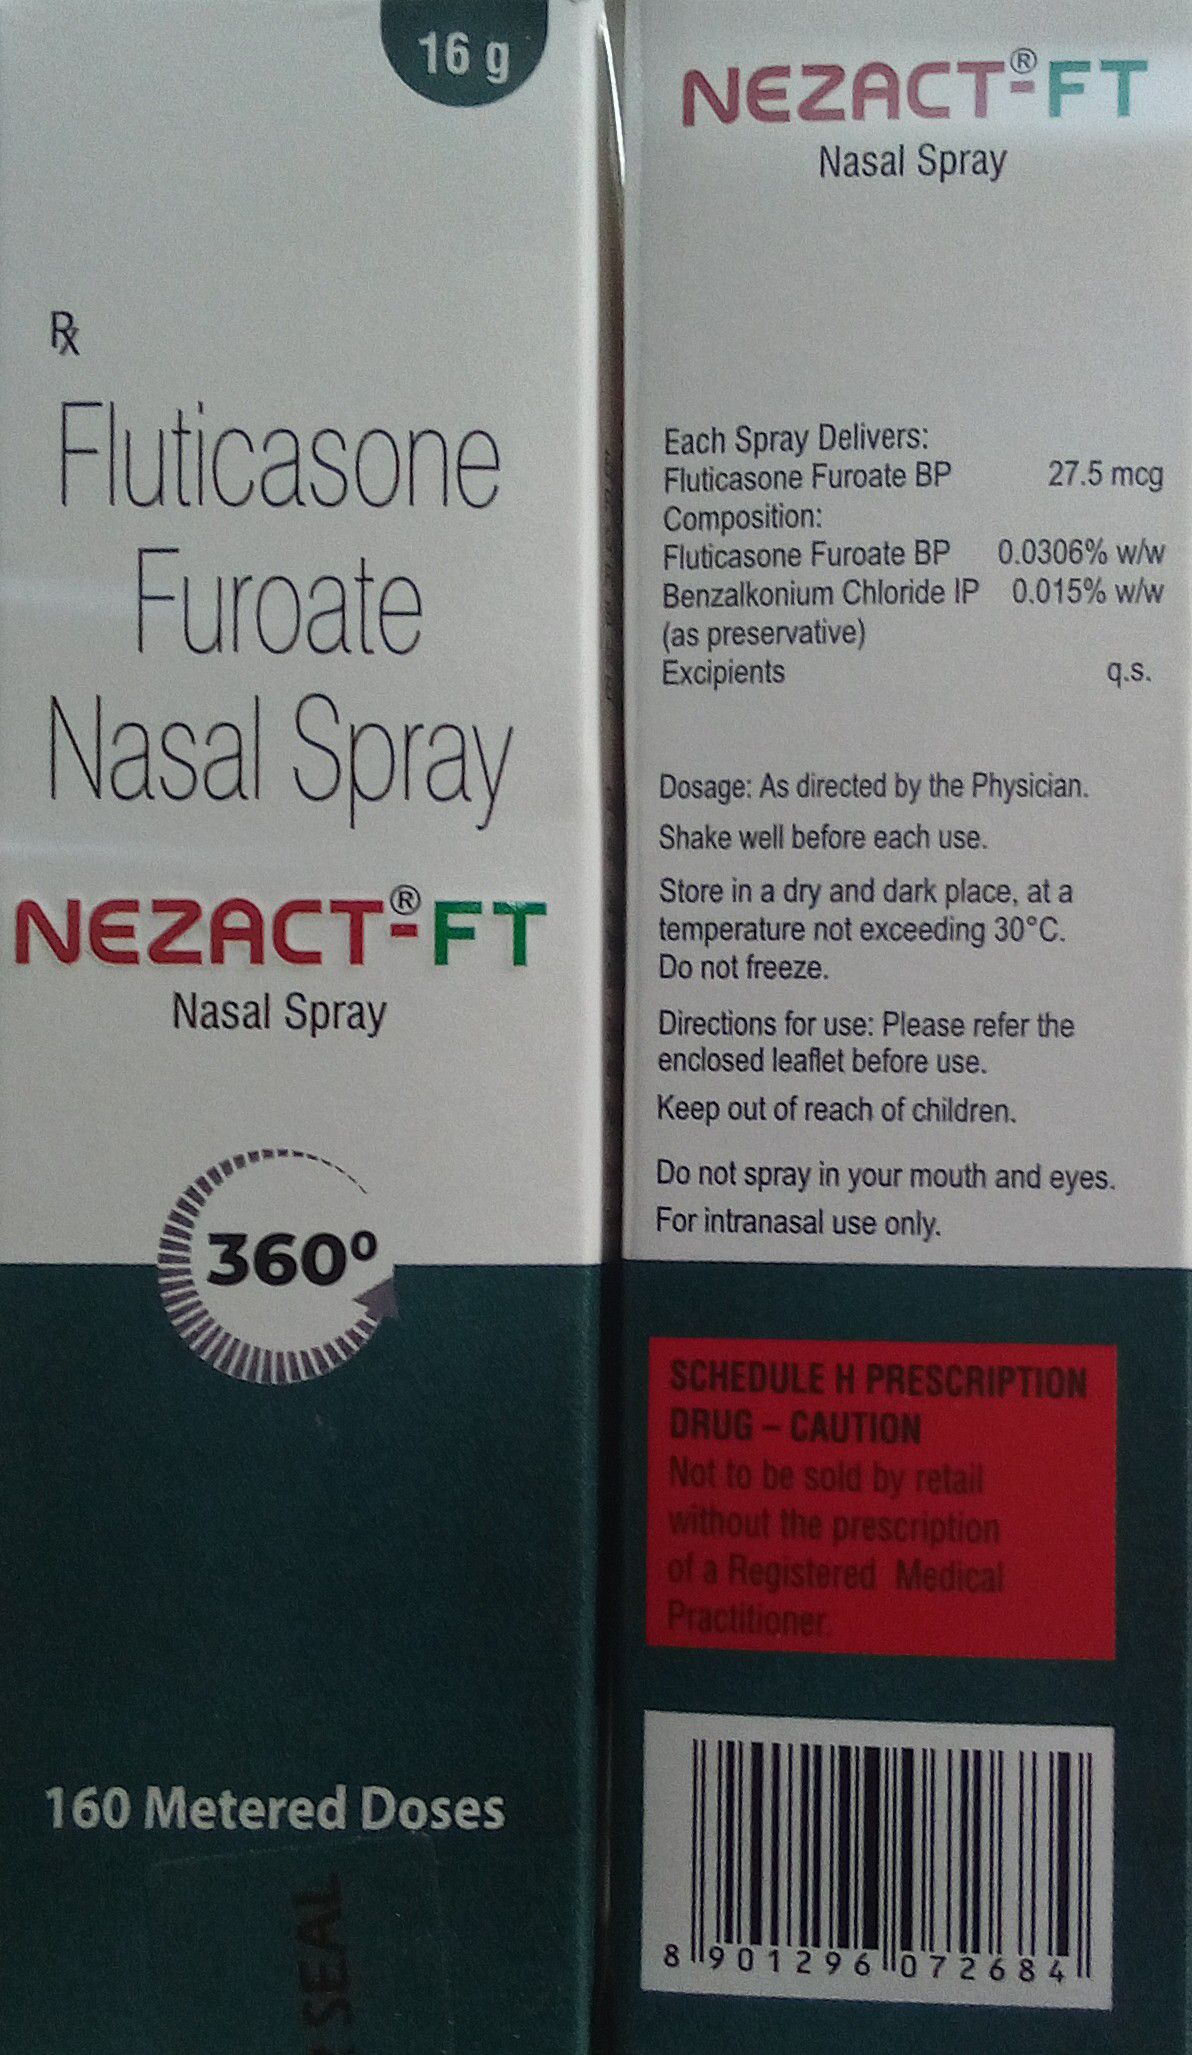 16 g
Rx
Fluticasone
Furoate
Nasal Spray
NEZACT®-FT
Nasal Spray
360º
160 Metered Doses
SEAL
NEZACT®-FT
Nasal Spray
Each Spray Delivers:
Fluticasone Furoate BP 27.5 mcg
Composition:
Fluticasone Furoate BP 0.0306% w/w
Benzalkonium Chloride IP 0.015% w/w
(as preservative)
Excipients q.s.
Dosage: As directed by the Physician.
Shake well before each use.
Store in a dry and dark place, at a
temperature not exceeding 30°C.
Do not freeze.
Directions for use: Please refer the
enclosed leaflet before use.
Keep out of reach of children.
Do not spray in your mouth and eyes.
For intranasal use only.
SCHEDULE H PRESCRIPTION
DRUG – CAUTION
Not to be sold by retail
without the prescription
of a Registered Medical
Practitioner.
8 901296 072684